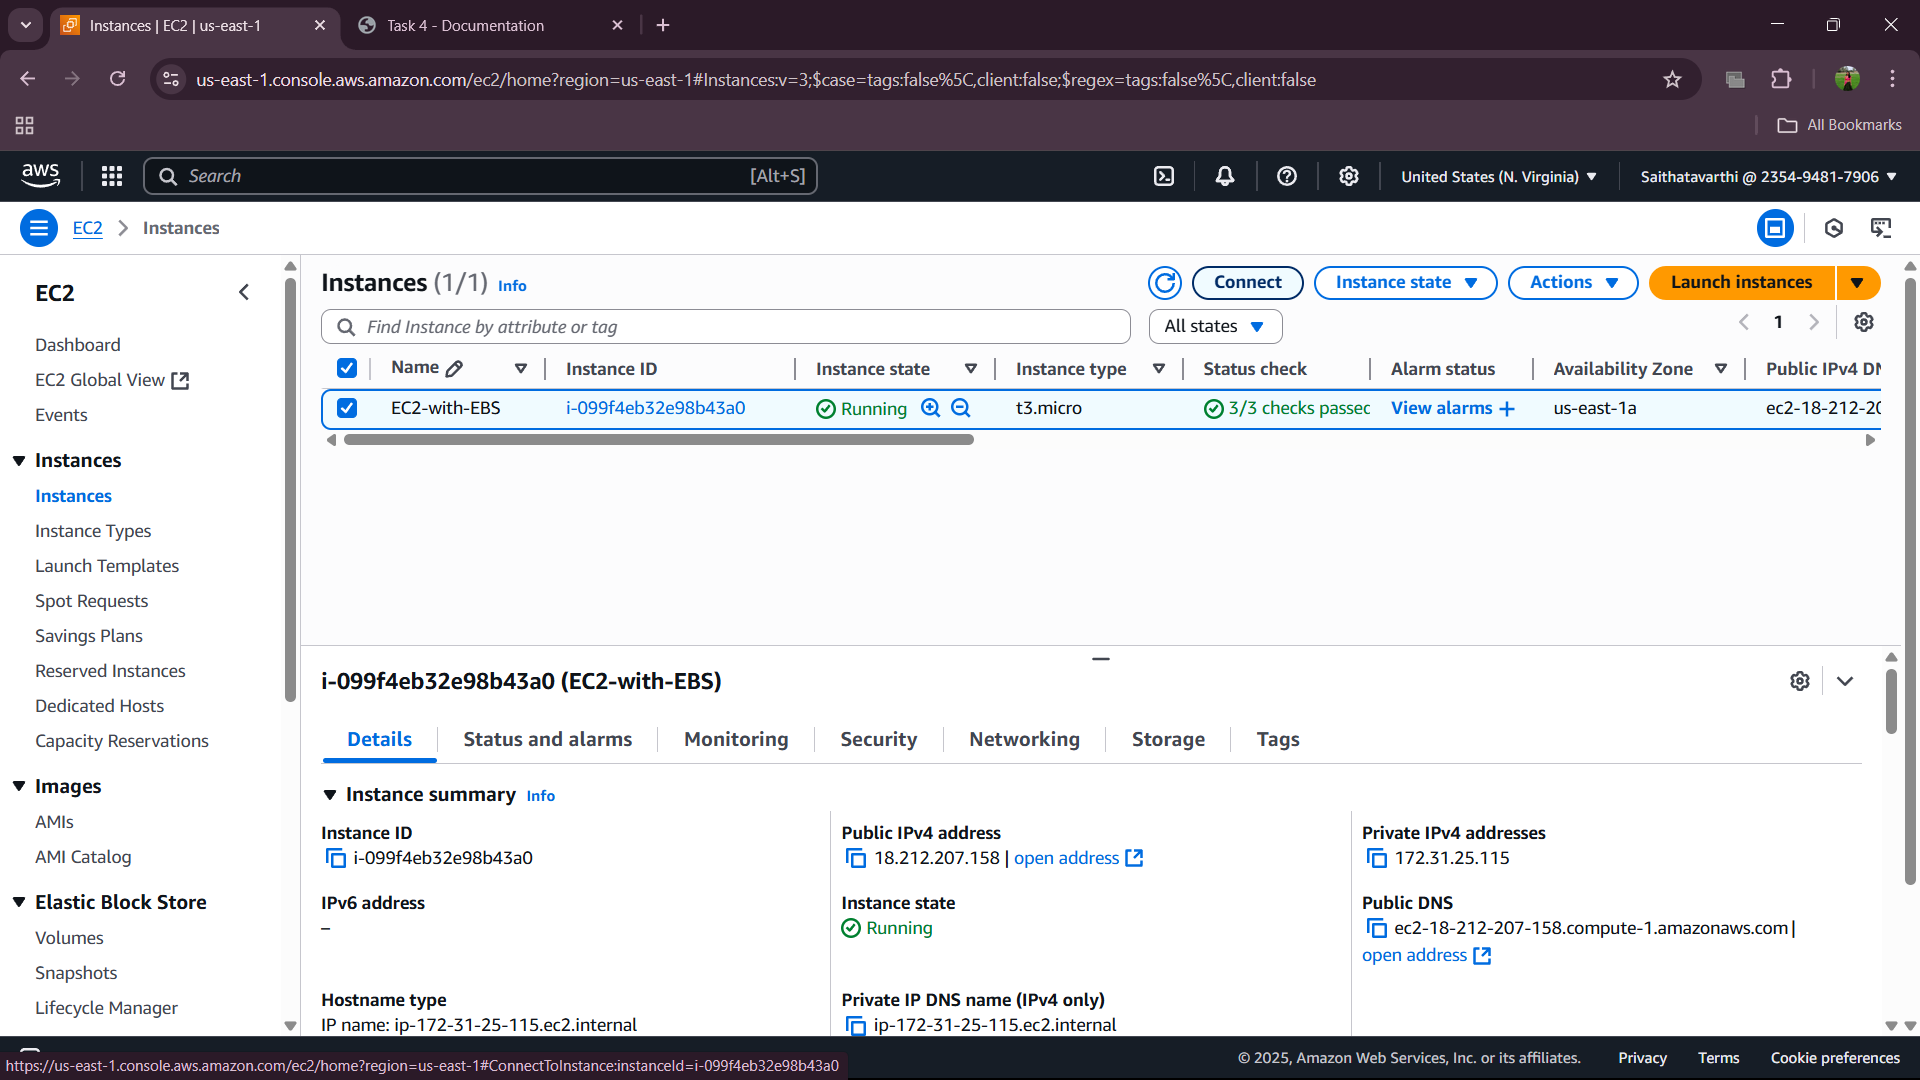 Instances | EC2 | us-east-1
Task 4 - Documentation
us-east-1.console.aws.amazon.com/ec2/home?region=us-east-1#Instances:v=3;$case=tags:false%5C,client:false;$regex=tags:false%5C,client:false
All Bookmarks
aws
Search
[Alt+S]
United States (N. Virginia)
Saithatavarthi @ 2354-9481-7906
EC2
Instances
EC2
Dashboard
EC2 Global View
Events
Instances
Instances
Instance Types
Launch Templates
Spot Requests
Savings Plans
Reserved Instances
Dedicated Hosts
Capacity Reservations
Images
AMIs
AMI Catalog
Elastic Block Store
Volumes
Snapshots
Lifecycle Manager
Instances (1/1) Info
Connect
Instance state
Actions
Launch instances
Find Instance by attribute or tag
All states
1
Name Instance ID Instance state Instance type Status check Alarm status Availability Zone Public IPv4 DN
EC2-with-EBS i-099f4eb32e98b43a0 Running t3.micro 3/3 checks passed View alarms + us-east-1a ec2-18-212-20
i-099f4eb32e98b43a0 (EC2-with-EBS)
Details Status and alarms Monitoring Security Networking Storage Tags
Instance summary Info
Instance ID
i-099f4eb32e98b43a0
Public IPv4 address
18.212.207.158 | open address
Private IPv4 addresses
172.31.25.115
IPv6 address
–
Instance state
Running
Public DNS
ec2-18-212-207-158.compute-1.amazonaws.com |
open address
Hostname type
IP name: ip-172-31-25-115.ec2.internal
Private IP DNS name (IPv4 only)
ip-172-31-25-115.ec2.internal
https://us-east-1.console.aws.amazon.com/ec2/home?region=us-east-1#ConnectToInstance:instanceId=i-099f4eb32e98b43a0
© 2025, Amazon Web Services, Inc. or its affiliates.
Privacy
Terms
Cookie preferences